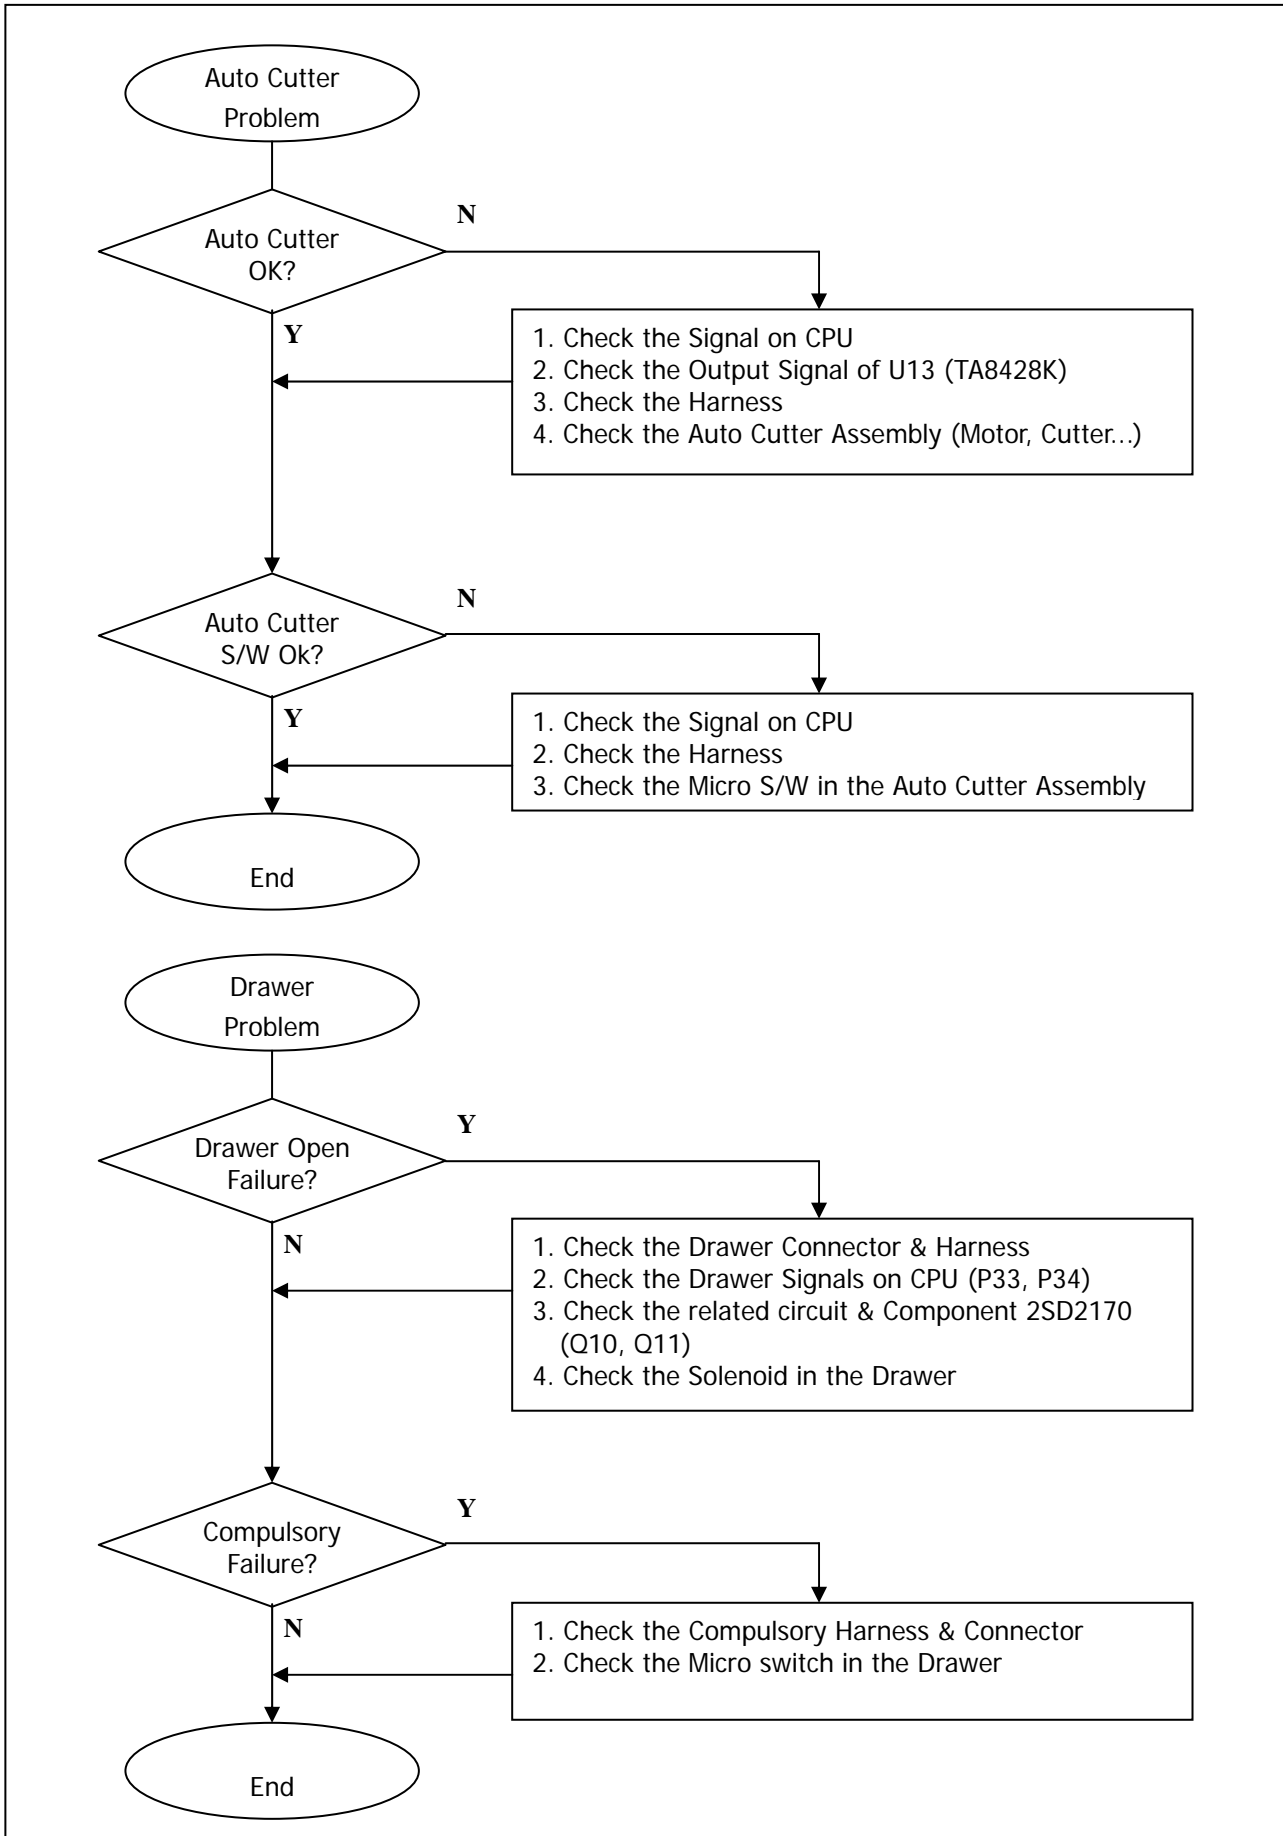 Auto Cutter
Problem
N
Auto Cutter
OK?
Y
1. Check the Signal on CPU
2. Check the Output Signal of U13 (TA8428K)
3. Check the Harness
4. Check the Auto Cutter Assembly (Motor, Cutter…)
N
Auto Cutter
S/W Ok?
Y
1. Check the Signal on CPU
2. Check the Harness
3. Check the Micro S/W in the Auto Cutter Assembly
End
Drawer
Problem
Y
Drawer Open
Failure?
N
1. Check the Drawer Connector & Harness
2. Check the Drawer Signals on CPU (P33, P34)
3. Check the related circuit & Component 2SD2170
(Q10, Q11)
4. Check the Solenoid in the Drawer
Y
Compulsory
Failure?
N
1. Check the Compulsory Harness & Connector
2. Check the Micro switch in the Drawer
End